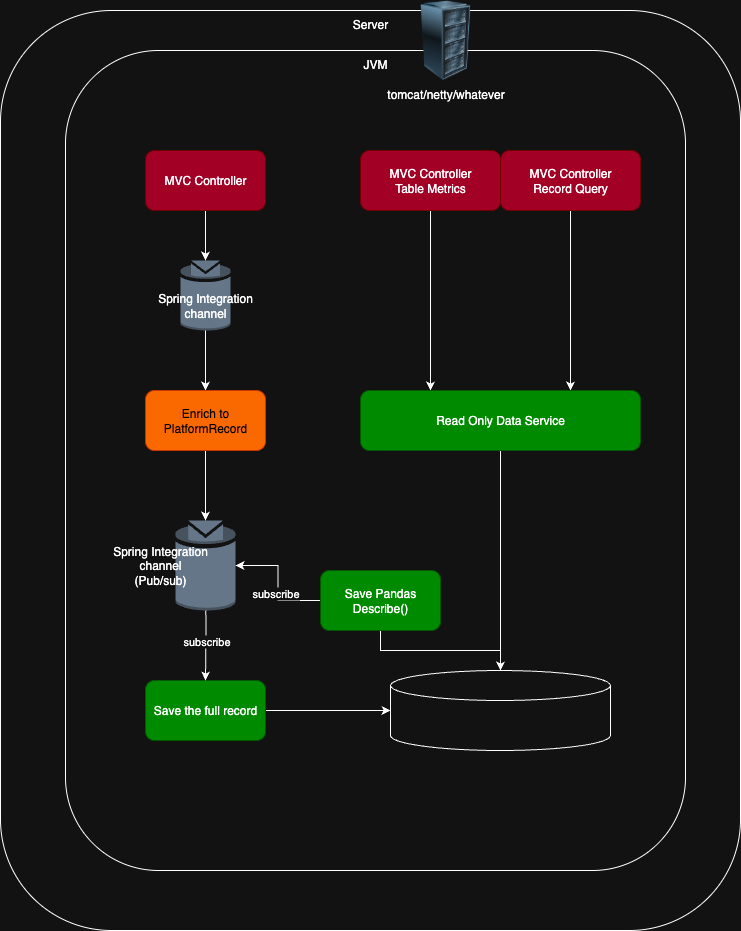 Server
JVM
tomcat/netty/whatever
MVC Controller
MVC Controller
Table Metrics
MVC Controller
Record Query
Spring Integration
channel
Enrich to
PlatformRecord
Read Only Data Service
Spring Integration
channel
(Pub/sub)
subscribe
Save Pandas
Describe()
subscribe
Save the full record